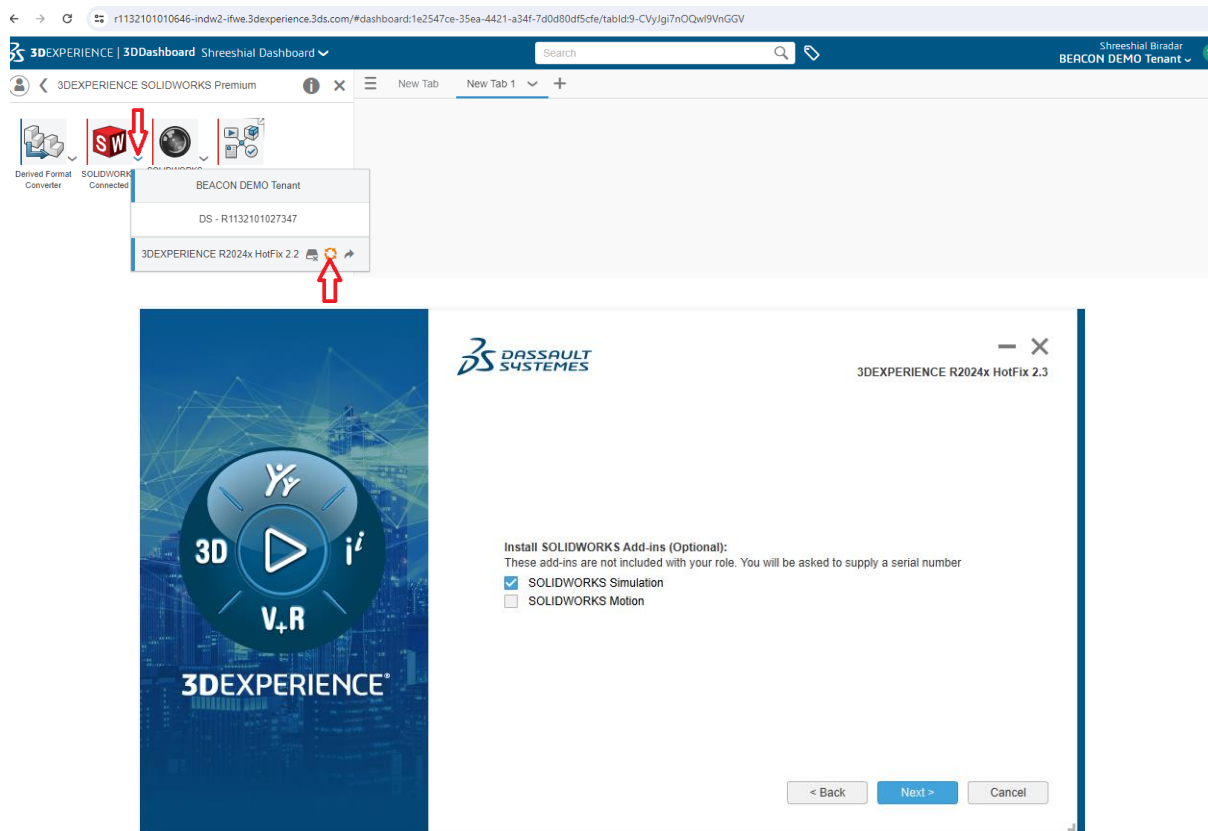 r1132101010646-indw2-ifwe.3dexperience.3ds.com/#dashboard:1e2547ce-35ea-4421-a34f-7d0d80df5cfe/tabId:9-CVyJgi7nOQwI9VnGGV
3DEXPERIENCE | 3DDashboard Shreeshial Dashboard
Search
Shreeshial Biradar
BEACON DEMO Tenant
3DEXPERIENCE SOLIDWORKS Premium
New Tab
New Tab 1
SW
Derived Format
Converter
SOLIDWORK
Connected
SOLIDWORKS
BEACON DEMO Tenant
DS - R1132101027347
3DEXPERIENCE R2024x HotFix 2.2
DASSAULT
SYSTEMES
3DEXPERIENCE R2024x HotFix 2.3
3D
i²
V+R
3DEXPERIENCE®
Install SOLIDWORKS Add-ins (Optional):
These add-ins are not included with your role. You will be asked to supply a serial number
SOLIDWORKS Simulation
SOLIDWORKS Motion
< Back
Next >
Cancel